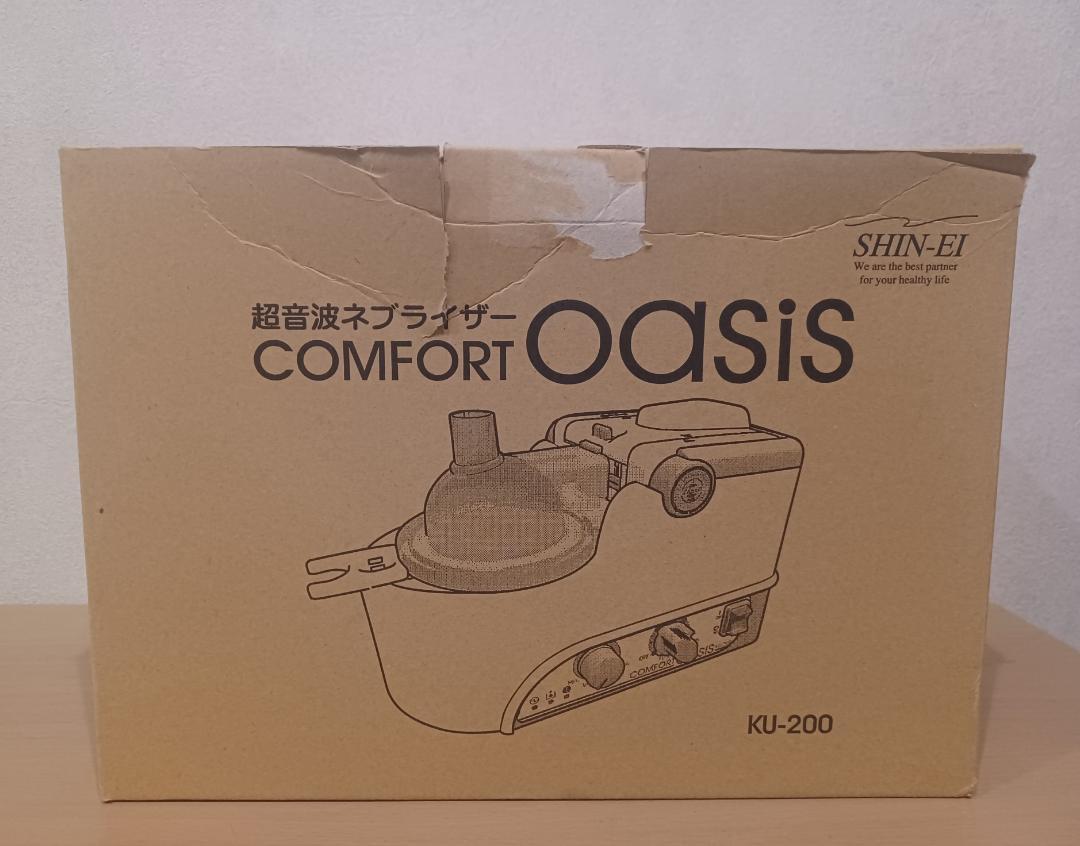 SHIN-EI
We are the best partner
for your healthy life
超音波ネブライザー
COMFORT oasis
COMFORT
KU-200